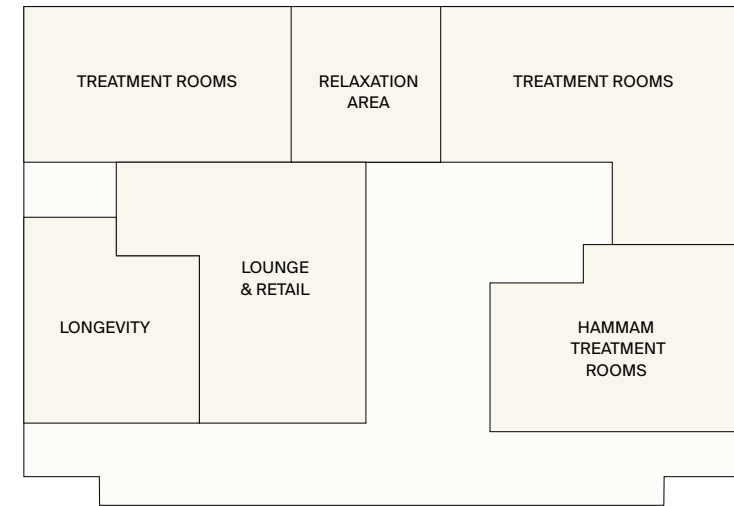 TREATMENT ROOMS
RELAXATION
AREA
TREATMENT ROOMS
LOUNGE
& RETAIL
LONGEVITY
HAMMAM
TREATMENT
ROOMS